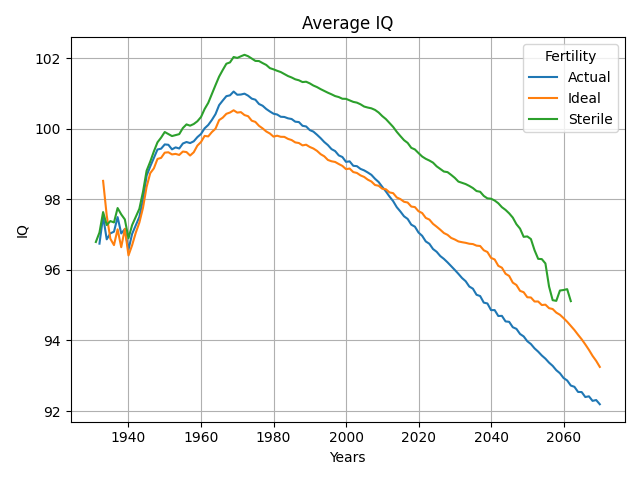 Average IQ
Fertility
Actual
Ideal
Sterile
IQ
102
100
98
96
94
92
1940 1960 1980 2000 2020 2040 2060
Years